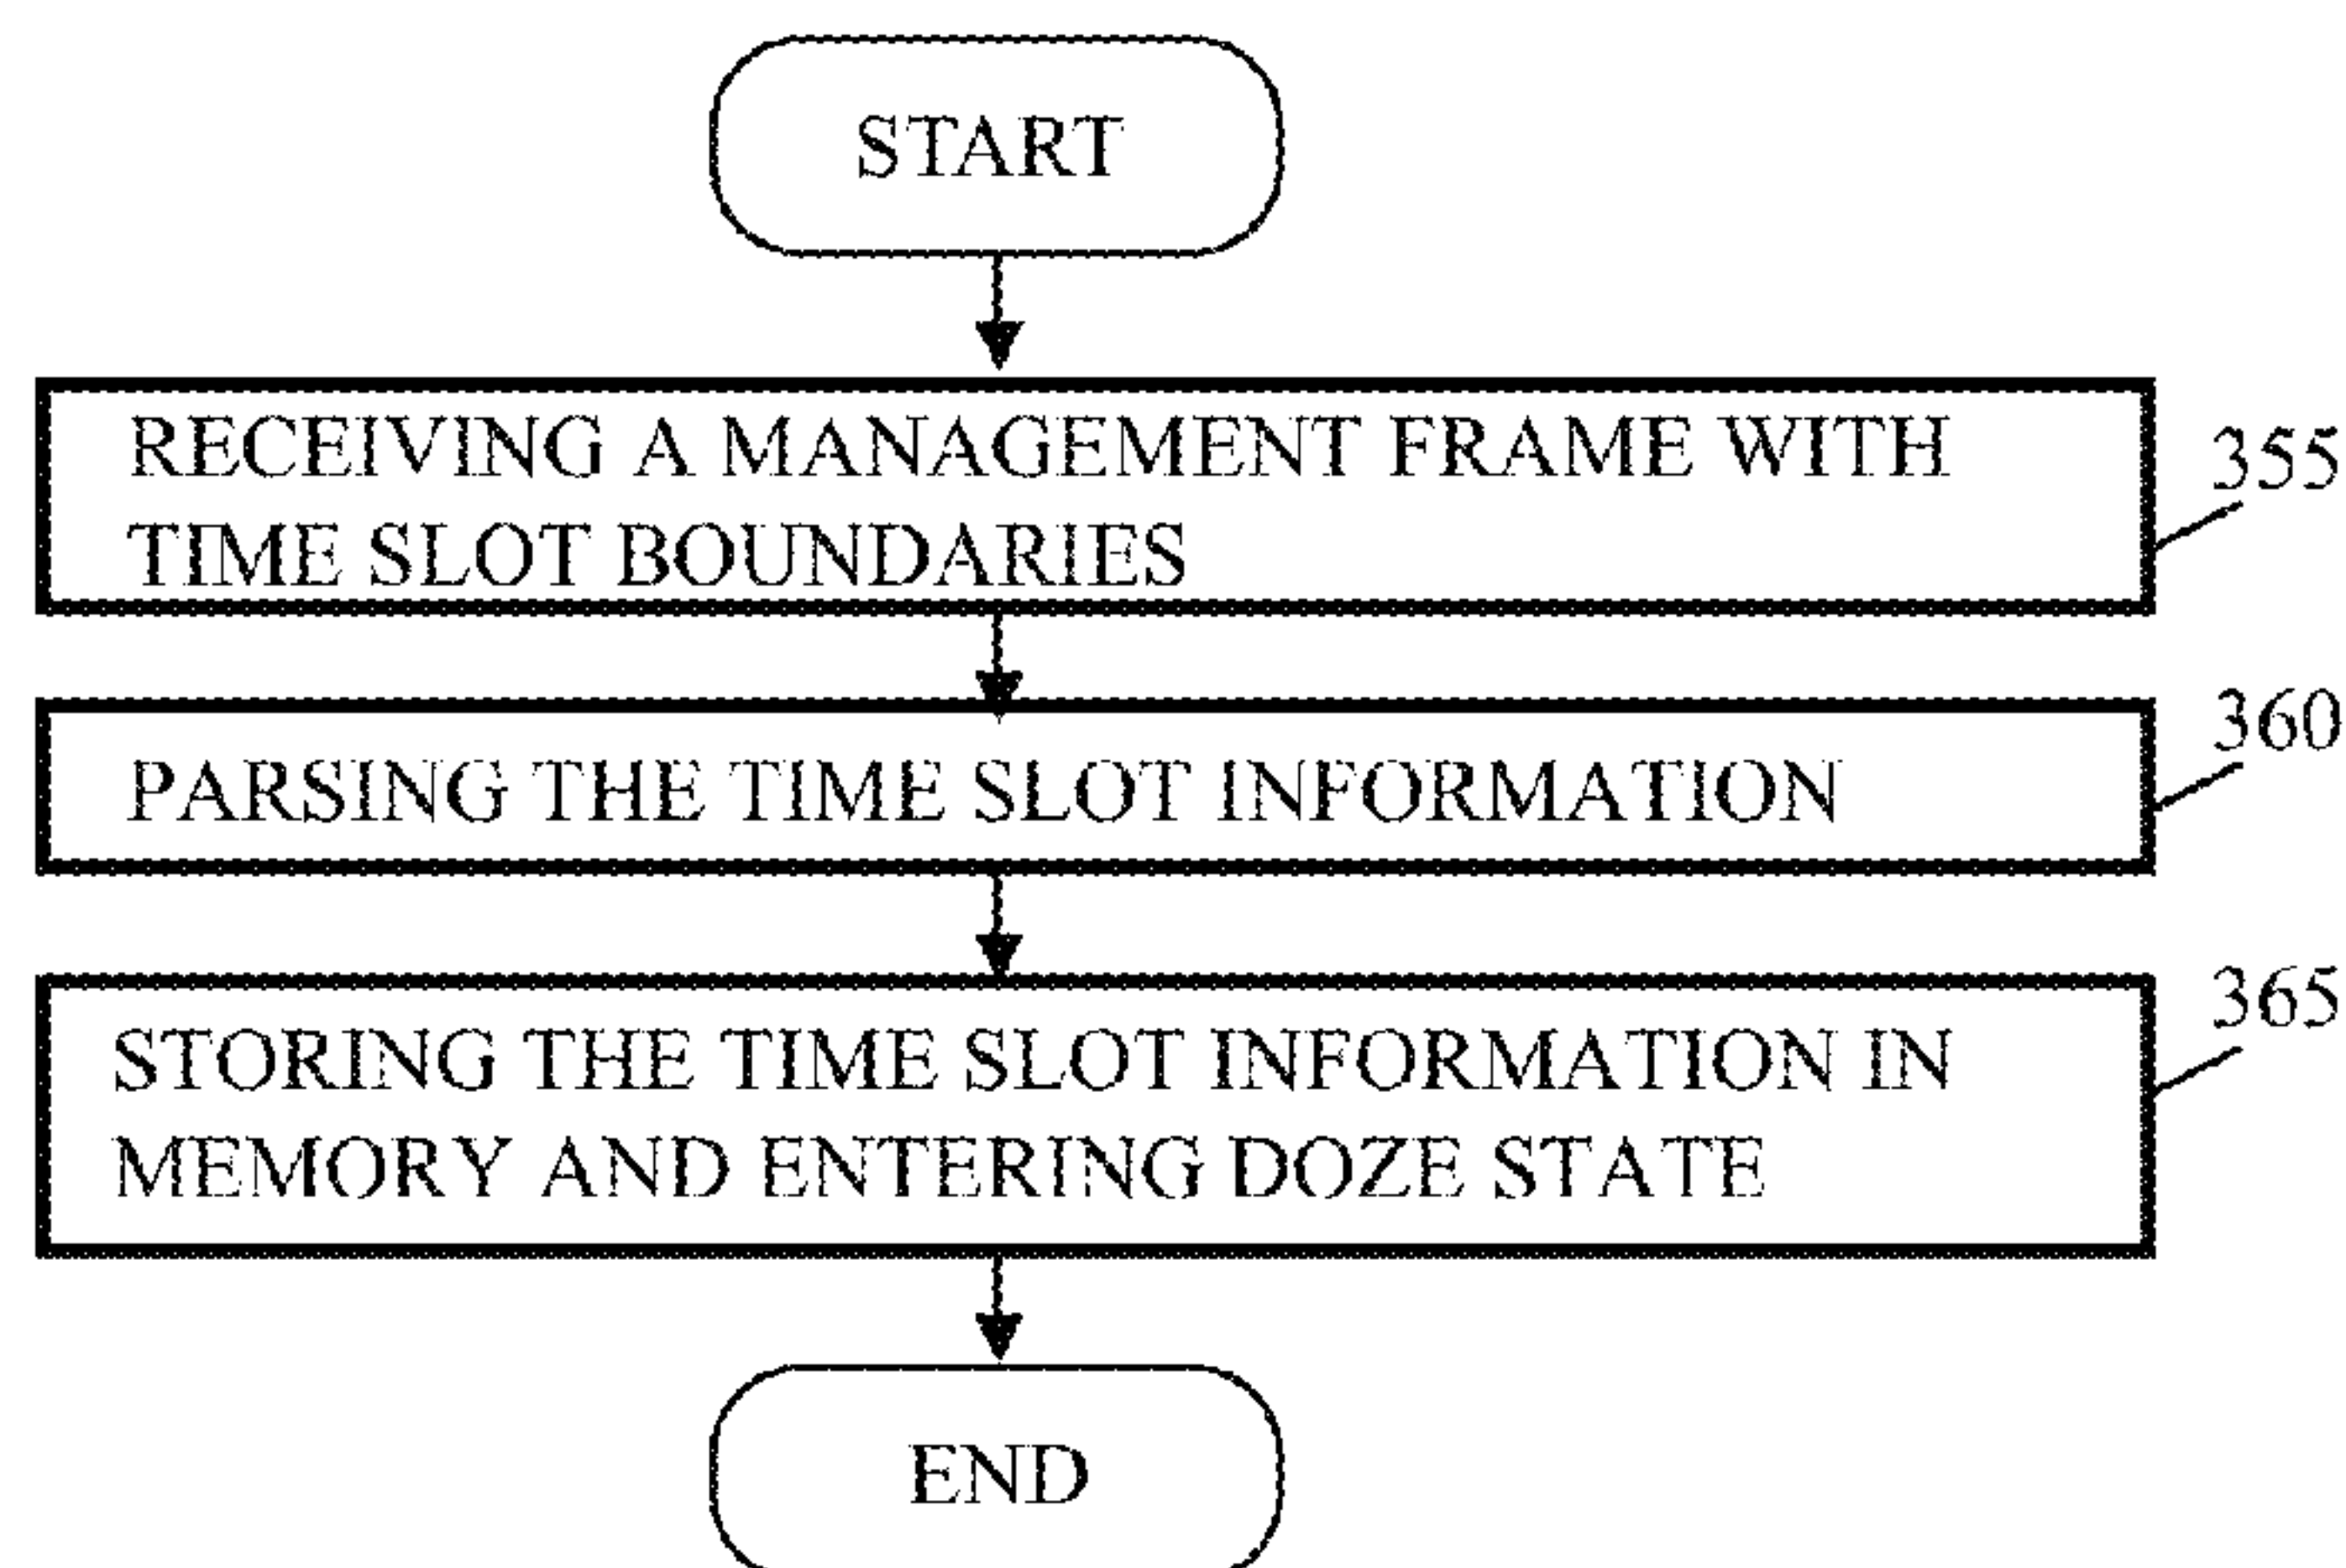 START
RECEIVING A MANAGEMENT FRAME WITH
TIME SLOT BOUNDARIES
355
PARSING THE TIME SLOT INFORMATION
360
STORING THE TIME SLOT INFORMATION IN
MEMORY AND ENTERING DOZE STATE
365
END